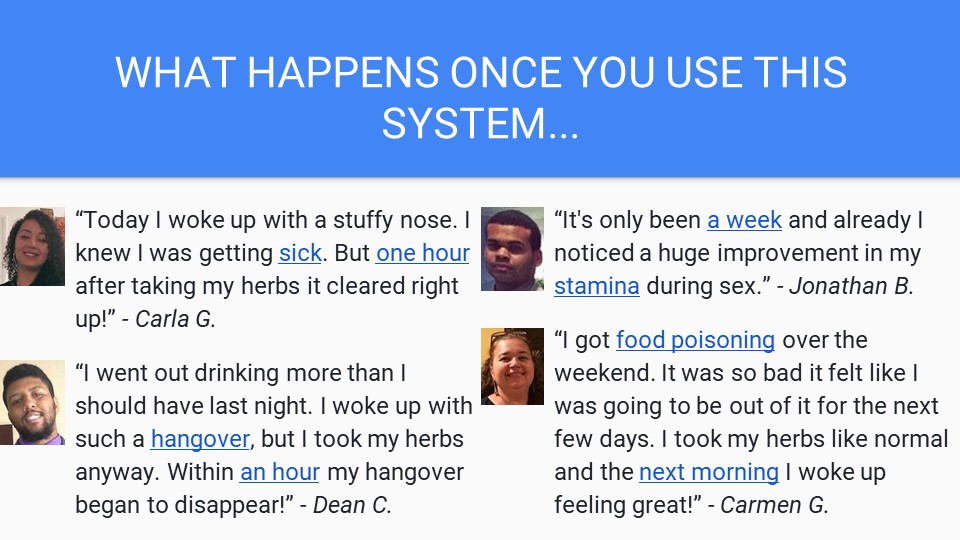 WHAT HAPPENS ONCE YOU USE THIS
SYSTEM...
“Today I woke up with a stuffy nose. I
knew I was getting sick. But one hour
after taking my herbs it cleared right
up!” - Carla G.
“I went out drinking more than I
should have last night. I woke up with
such a hangover, but I took my herbs
anyway. Within an hour my hangover
began to disappear!” - Dean C.
“It's only been a week and already I
noticed a huge improvement in my
stamina during sex.” - Jonathan B.
“I got food poisoning over the
weekend. It was so bad it felt like I
was going to be out of it for the next
few days. I took my herbs like normal
and the next morning I woke up
feeling great!” - Carmen G.